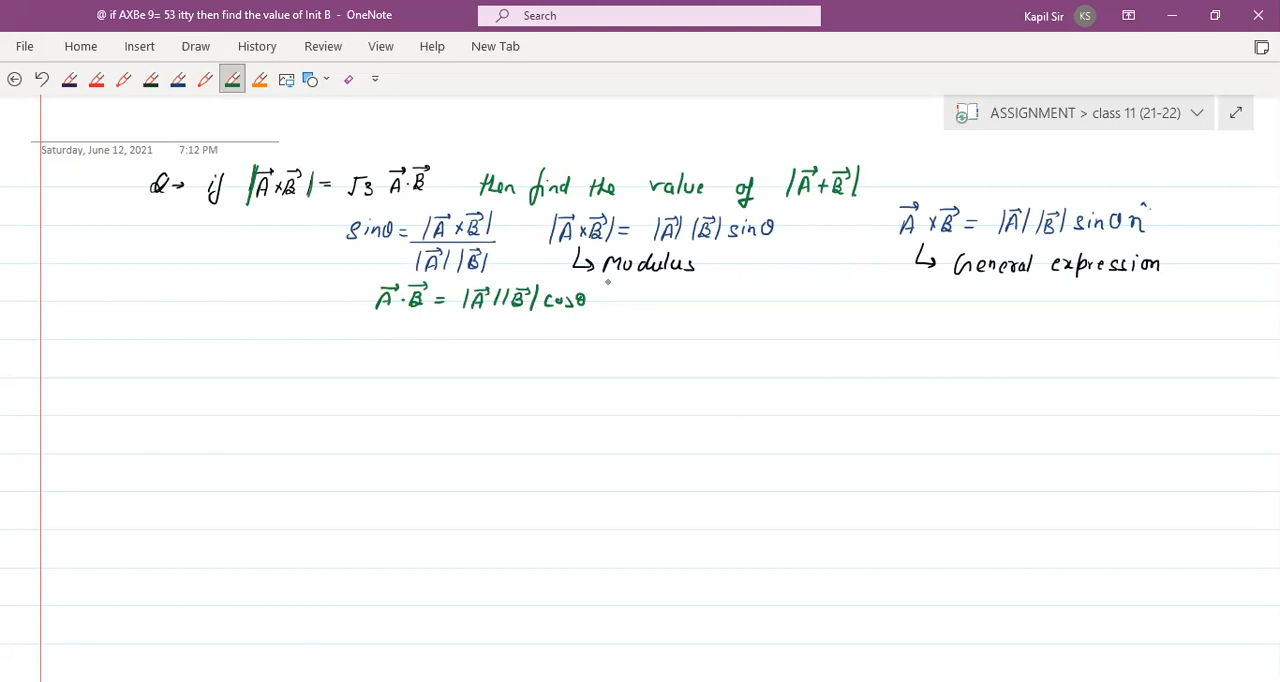 @ if AXBe 9= 53 itty then find the value of Init B - OneNote
Search
Kapil Sir KS
File Home Insert Draw History Review View Help New Tab
ASSIGNMENT > class 11 (21-22)
Saturday, June 12, 2021 7:12 PM
Q→ if |A⃗×B⃗| = √3 A⃗·B⃗ then find the value of |A⃗+B⃗|
sinθ = |A⃗×B⃗| / |A⃗| |B⃗| |A⃗×B⃗| = |A⃗| |B⃗| sinθ A⃗×B⃗ = |A⃗| |B⃗| sinθ n̂
↳ Modulus ↳ General expression
A⃗·B⃗ = |A⃗| |B⃗| cosθ